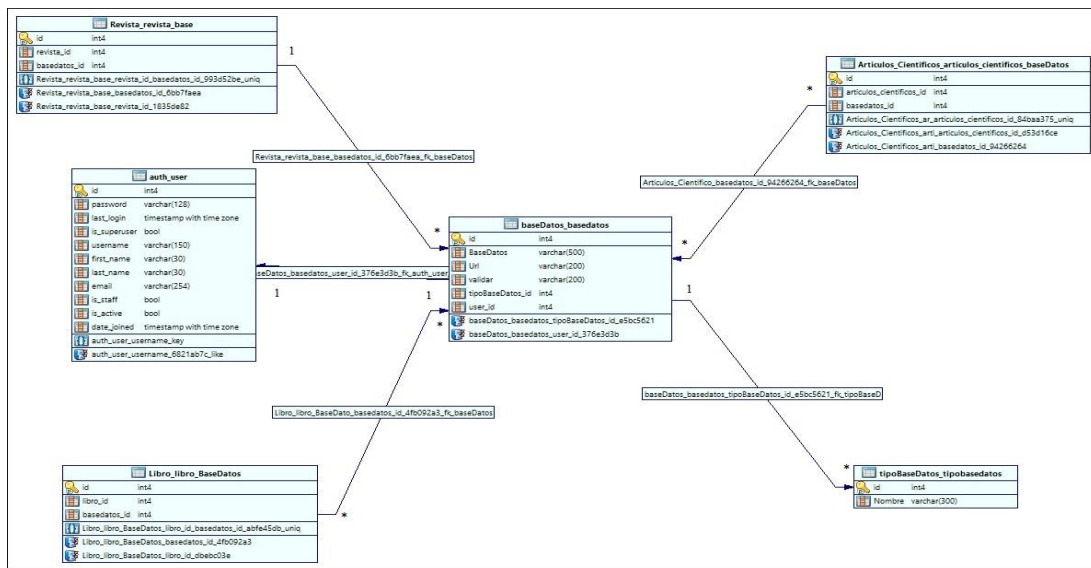 Revista_revista_base
id int4
revista_id int4
basedatos_id int4
Revista_revista_base_revista_id_basedatos_id_993d52be_uniq
Revista_revista_base_basedatos_id_6bb7faea
Revista_revista_base_revista_id_1835de82
1
Articulos_Cientificos_articulos_cientificos_baseDatos
id int4
articulos_cientificos_id int4
basedatos_id int4
Articulos_Cientificos_ar_articulos_cientificos_id_84baa375_uniq
Articulos_Cientificos_arti_articulos_cientificos_id_d53d16ce
Articulos_Cientificos_arti_basedatos_id_94266264
*
Revista_revista_base_basedatos_id_6bb7faea_fk_baseDatos
Articulos_Cientifico_basedatos_id_94266264_fk_baseDatos
auth_user
id int4
password varchar(128)
last_login timestamp with time zone
is_superuser bool
username varchar(150)
first_name varchar(30)
last_name varchar(30)
email varchar(254)
is_staff bool
is_active bool
date_joined timestamp with time zone
auth_user_username_key
auth_user_username_6821ab7c_like
*
*
baseDatos_basedatos
id int4
BaseDatos varchar(500)
Url varchar(200)
validar varchar(200)
tipoBaseDatos_id int4
user_id int4
baseDatos_basedatos_tipoBaseDatos_id_e5bc5621
baseDatos_basedatos_user_id_376e3d3b
baseDatos_basedatos_user_id_376e3d3b_fk_auth_user
1
1
*
1
baseDatos_basedatos_tipoBaseDatos_id_e5bc5621_fk_tipoBaseD
Libro_libro_BaseDato_basedatos_id_4fb092a3_fk_baseDatos
Libro_libro_BaseDatos
id int4
libro_id int4
basedatos_id int4
Libro_libro_BaseDatos_libro_id_basedatos_id_abfe45db_uniq
Libro_libro_BaseDatos_basedatos_id_4fb092a3
Libro_libro_BaseDatos_libro_id_dbebc03e
*
*
tipoBaseDatos_tipobasedatos
id int4
Nombre varchar(300)